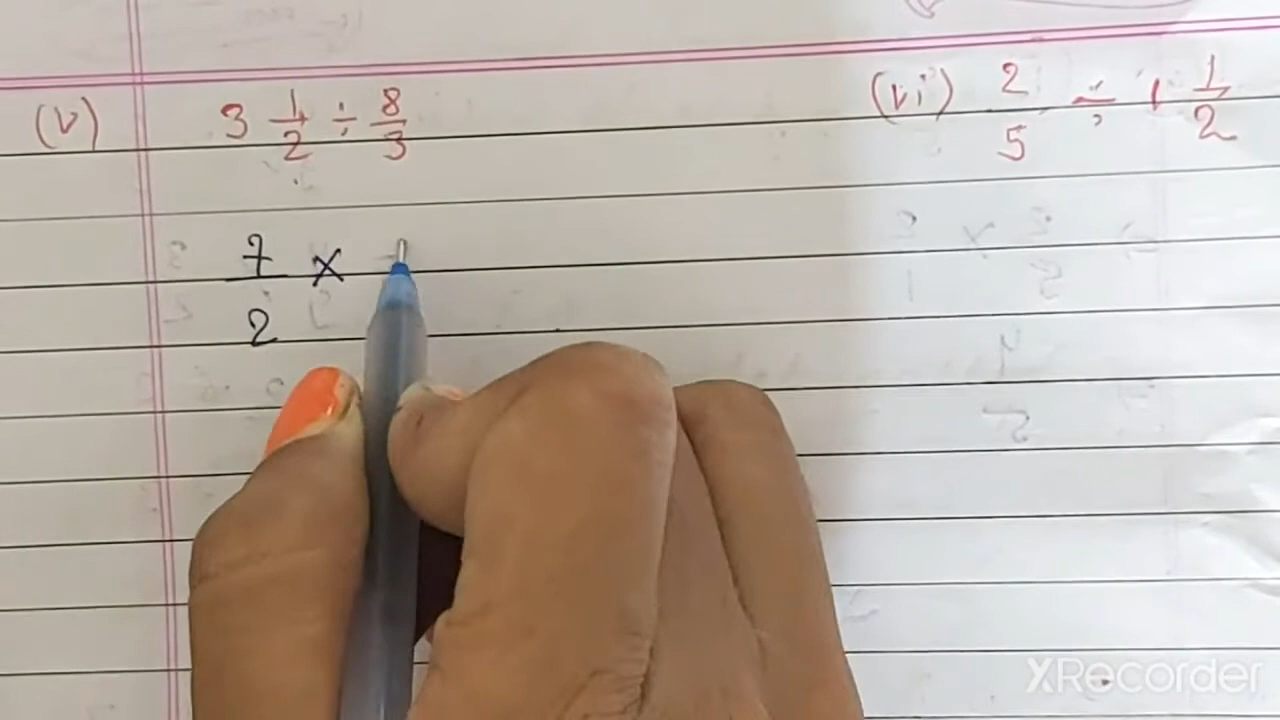 (v) 3 1/2 ÷ 8/3 (vi) 2/5 ÷ 1 1/2
7/2 ×
XRecorder